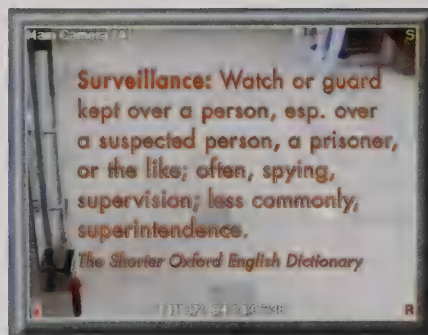 Main Camera
S
Surveillance: Watch or guard
kept over a person, esp. over
a suspected person, a prisoner,
or the like; often, spying,
supervision; less commonly,
superintendence.
The Shorter Oxford English Dictionary
R